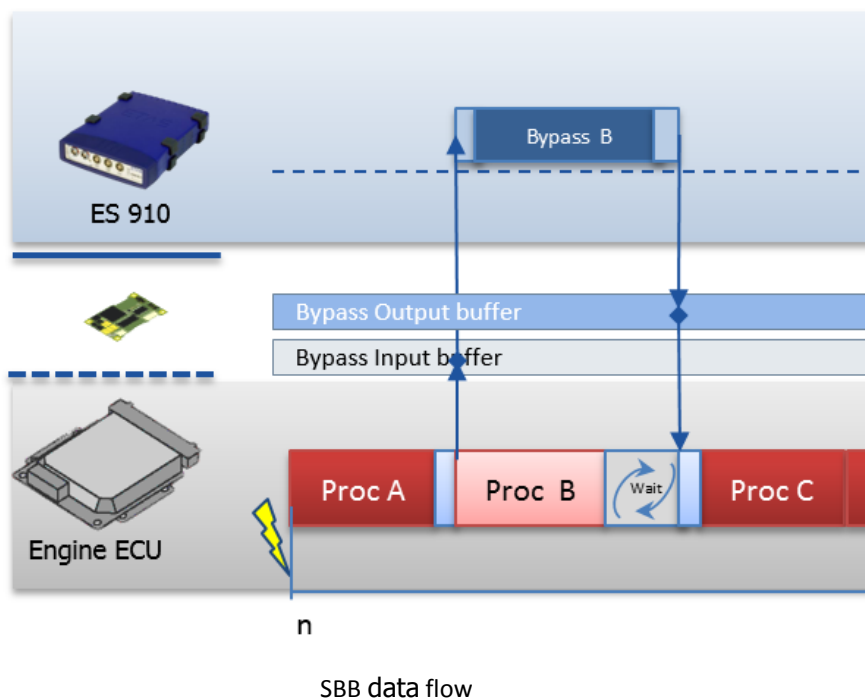 Bypass B
ES 910
Bypass Output buffer
Bypass Input buffer
Proc A
Proc B
Wait
Proc C
Engine ECU
n
SBB data flow